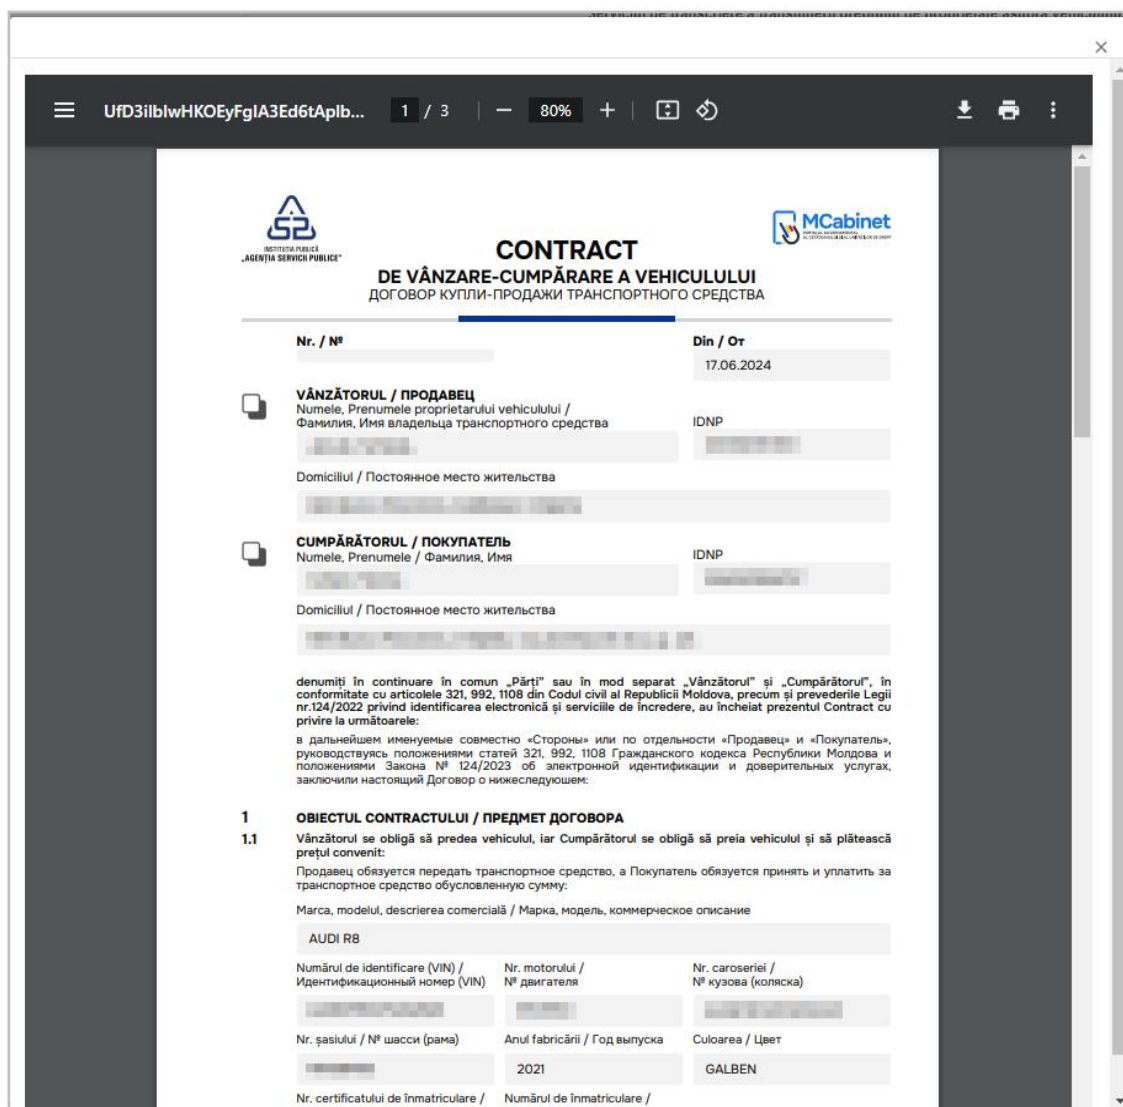 UfD3ilblwHKOEyFgIA3Ed6tAplb... 1 / 3 80%
INSTITUȚIA PUBLICĂ
„AGENȚIA SERVICII PUBLICE"
MCabinet
CONTRACT
DE VÂNZARE-CUMPĂRARE A VEHICULULUI
ДОГОВОР КУПЛИ-ПРОДАЖИ ТРАНСПОРТНОГО СРЕДСТВА
Nr. / № Din / От
17.06.2024
VÂNZĂTORUL / ПРОДАВЕЦ
Numele, Prenumele proprietarului vehiculului /
Фамилия, Имя владельца транспортного средства IDNP
Domiciliul / Постоянное место жительства
CUMPĂRĂTORUL / ПОКУПАТЕЛЬ
Numele, Prenumele / Фамилия, Имя IDNP
Domiciliul / Постоянное место жительства
denumiți în continuare în comun „Părți” sau în mod separat „Vânzătorul” și „Cumpărătorul”, în
conformitate cu articolele 321, 992, 1108 din Codul civil al Republicii Moldova, precum și prevederile Legii
nr.124/2022 privind identificarea electronică și serviciile de încredere, au încheiat prezentul Contract cu
privire la următoarele:
в дальнейшем именуемые совместно «Стороны» или по отдельности «Продавец» и «Покупатель»,
руководствуясь положениями статей 321, 992, 1108 Гражданского кодекса Республики Молдова и
положениями Закона № 124/2023 об электронной идентификации и доверительных услугах,
заключили настоящий Договор о нижеследуюшем:
1 OBIECTUL CONTRACTULUI / ПРЕДМЕТ ДОГОВОРА
1.1 Vânzătorul se obligă să predea vehiculul, iar Cumpărătorul se obligă să preia vehiculul și să plătească
prețul convenit:
Продавец обязуется передать транспортное средство, а Покупатель обязуется принять и уплатить за
транспортное средство обусловленную сумму:
Marca, modelul, descrierea comercială / Марка, модель, коммерческое описание
AUDI R8
Numărul de identificare (VIN) / Nr. motorului / Nr. caroseriei /
Идентификационный номер (VIN) № двигателя № кузова (коляска)
Nr. șasiului / № шасси (рама) Anul fabricării / Год выпуска Culoarea / Цвет
2021 GALBEN
Nr. certificatului de înmatriculare / Numărul de înmatriculare /